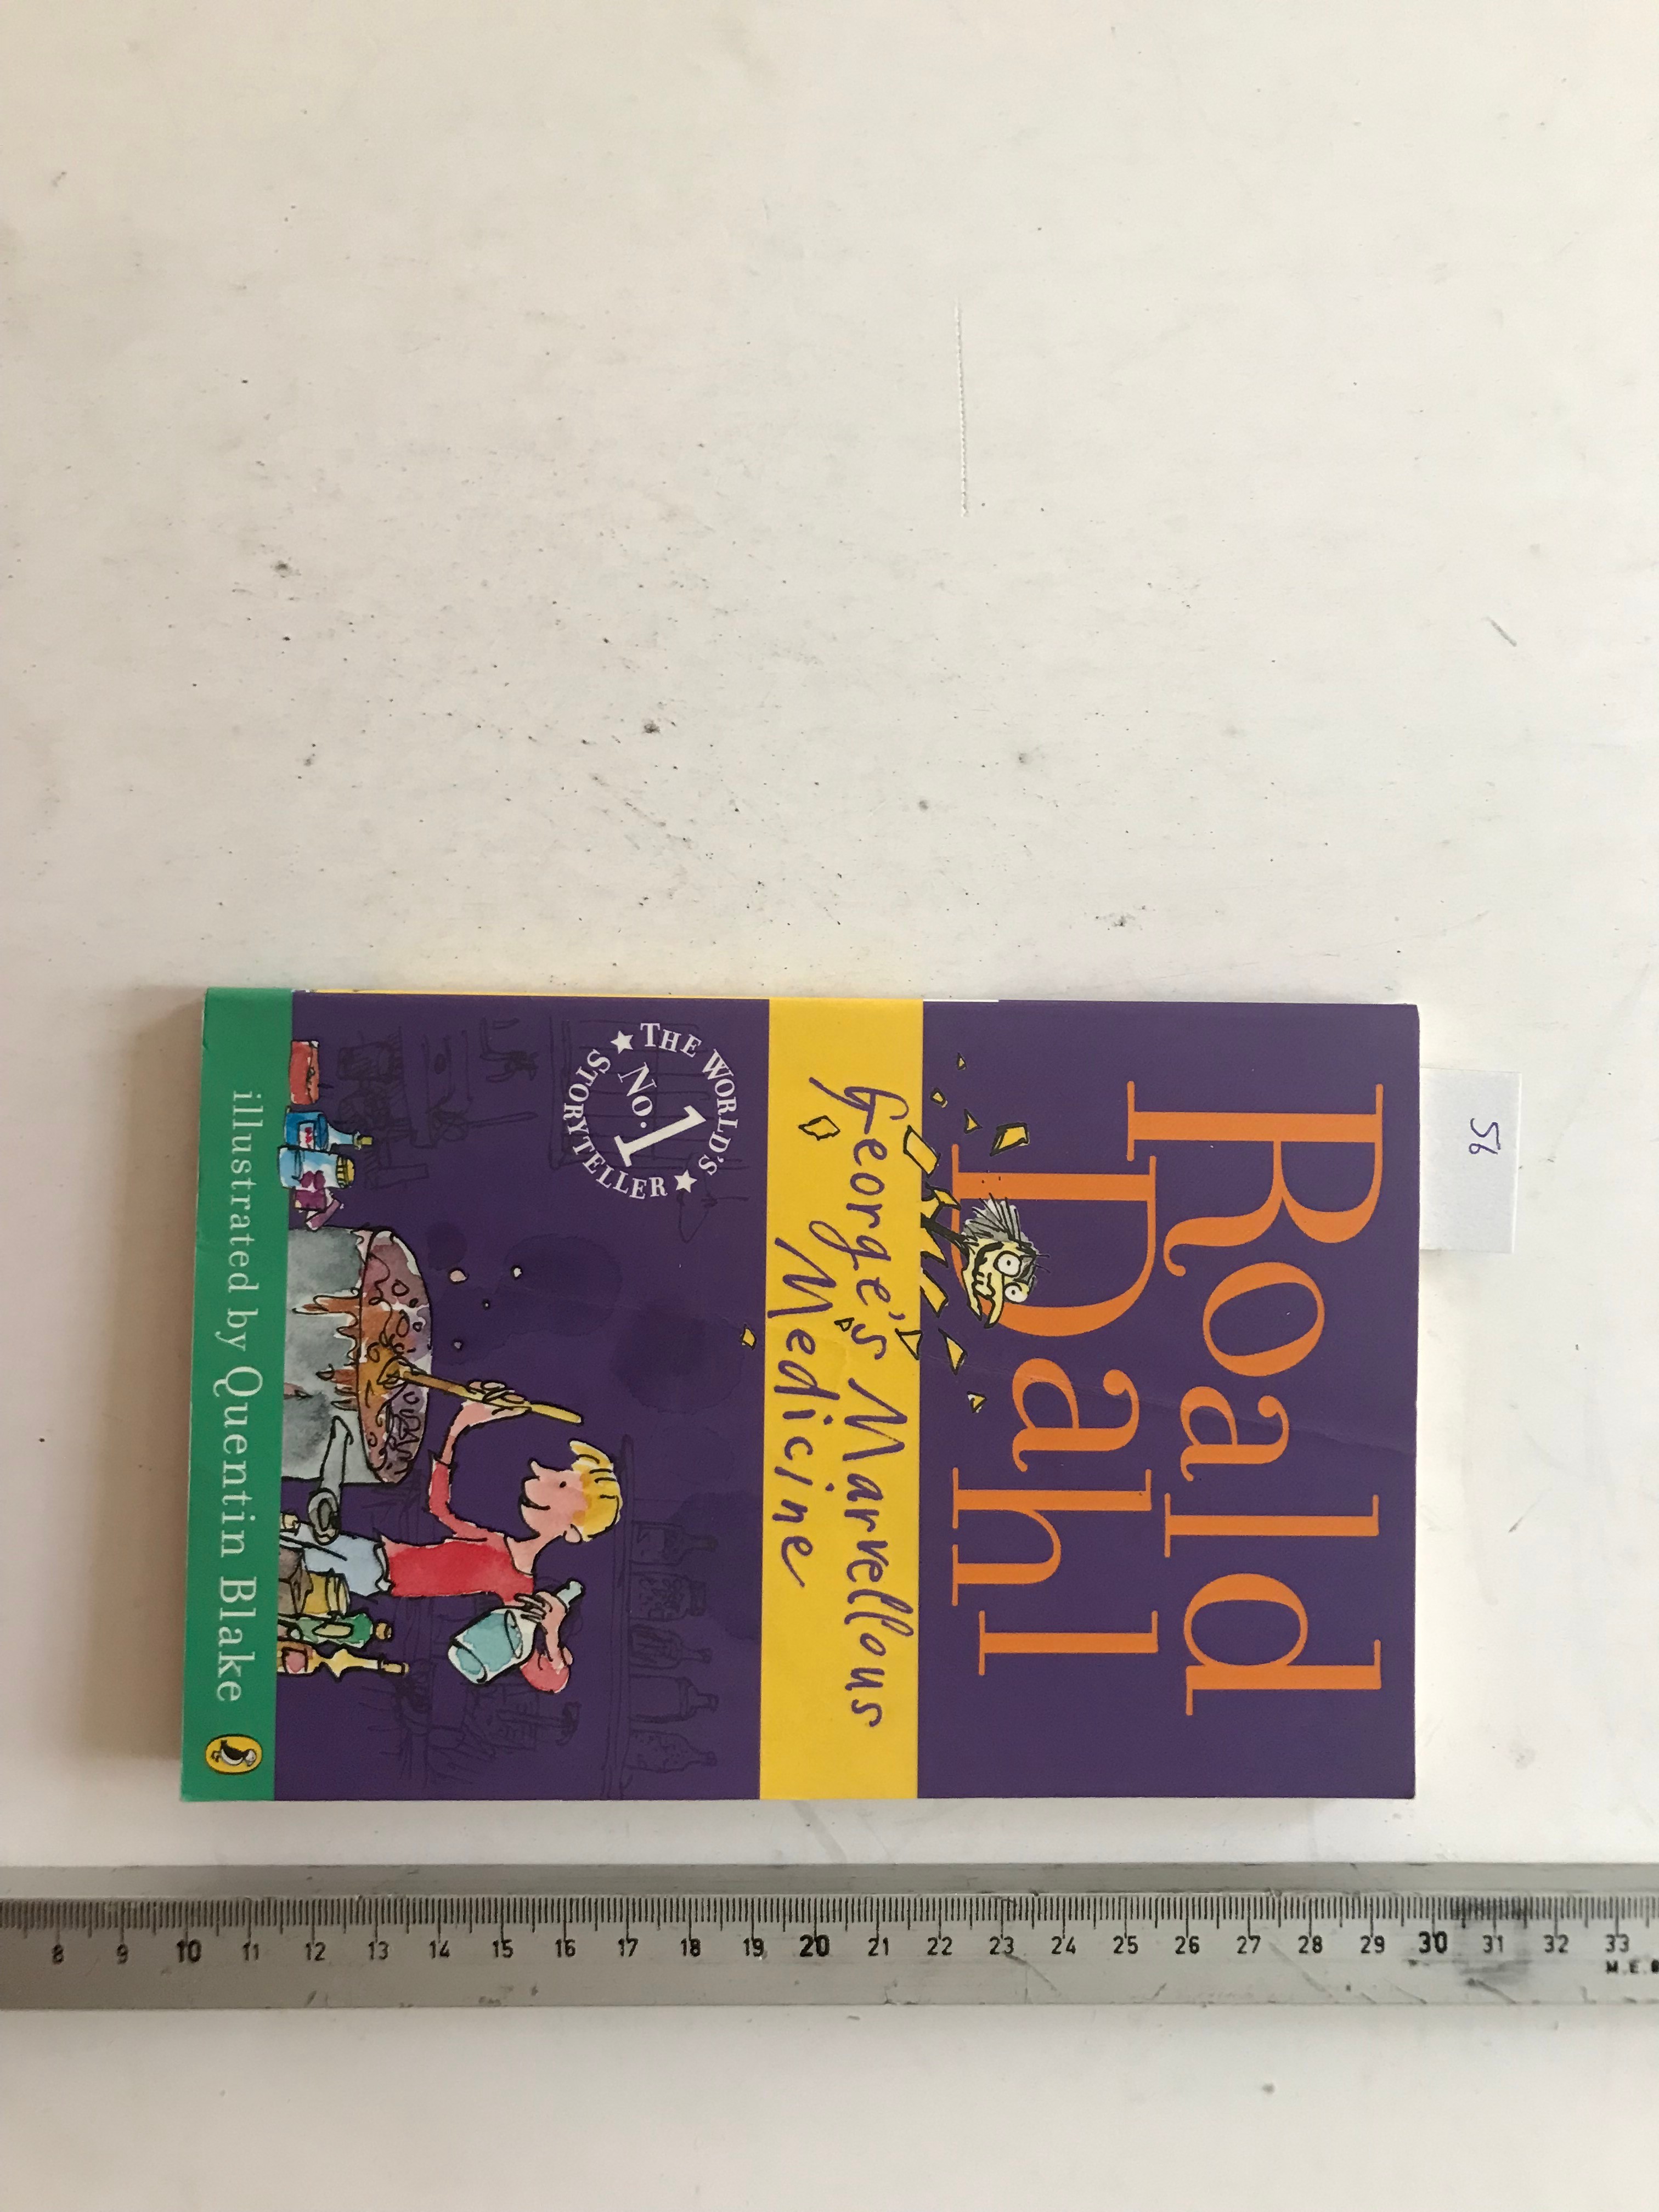 56
Roald
Dahl
George's Marvellous
Medicine
THE WORLD'S
No. 1
STORYTELLER
illustrated by Quentin Blake
8 9 10 11 12 13 14 15 16 17 18 19 20 21 22 23 24 25 26 27 28 29 30 31 32 33